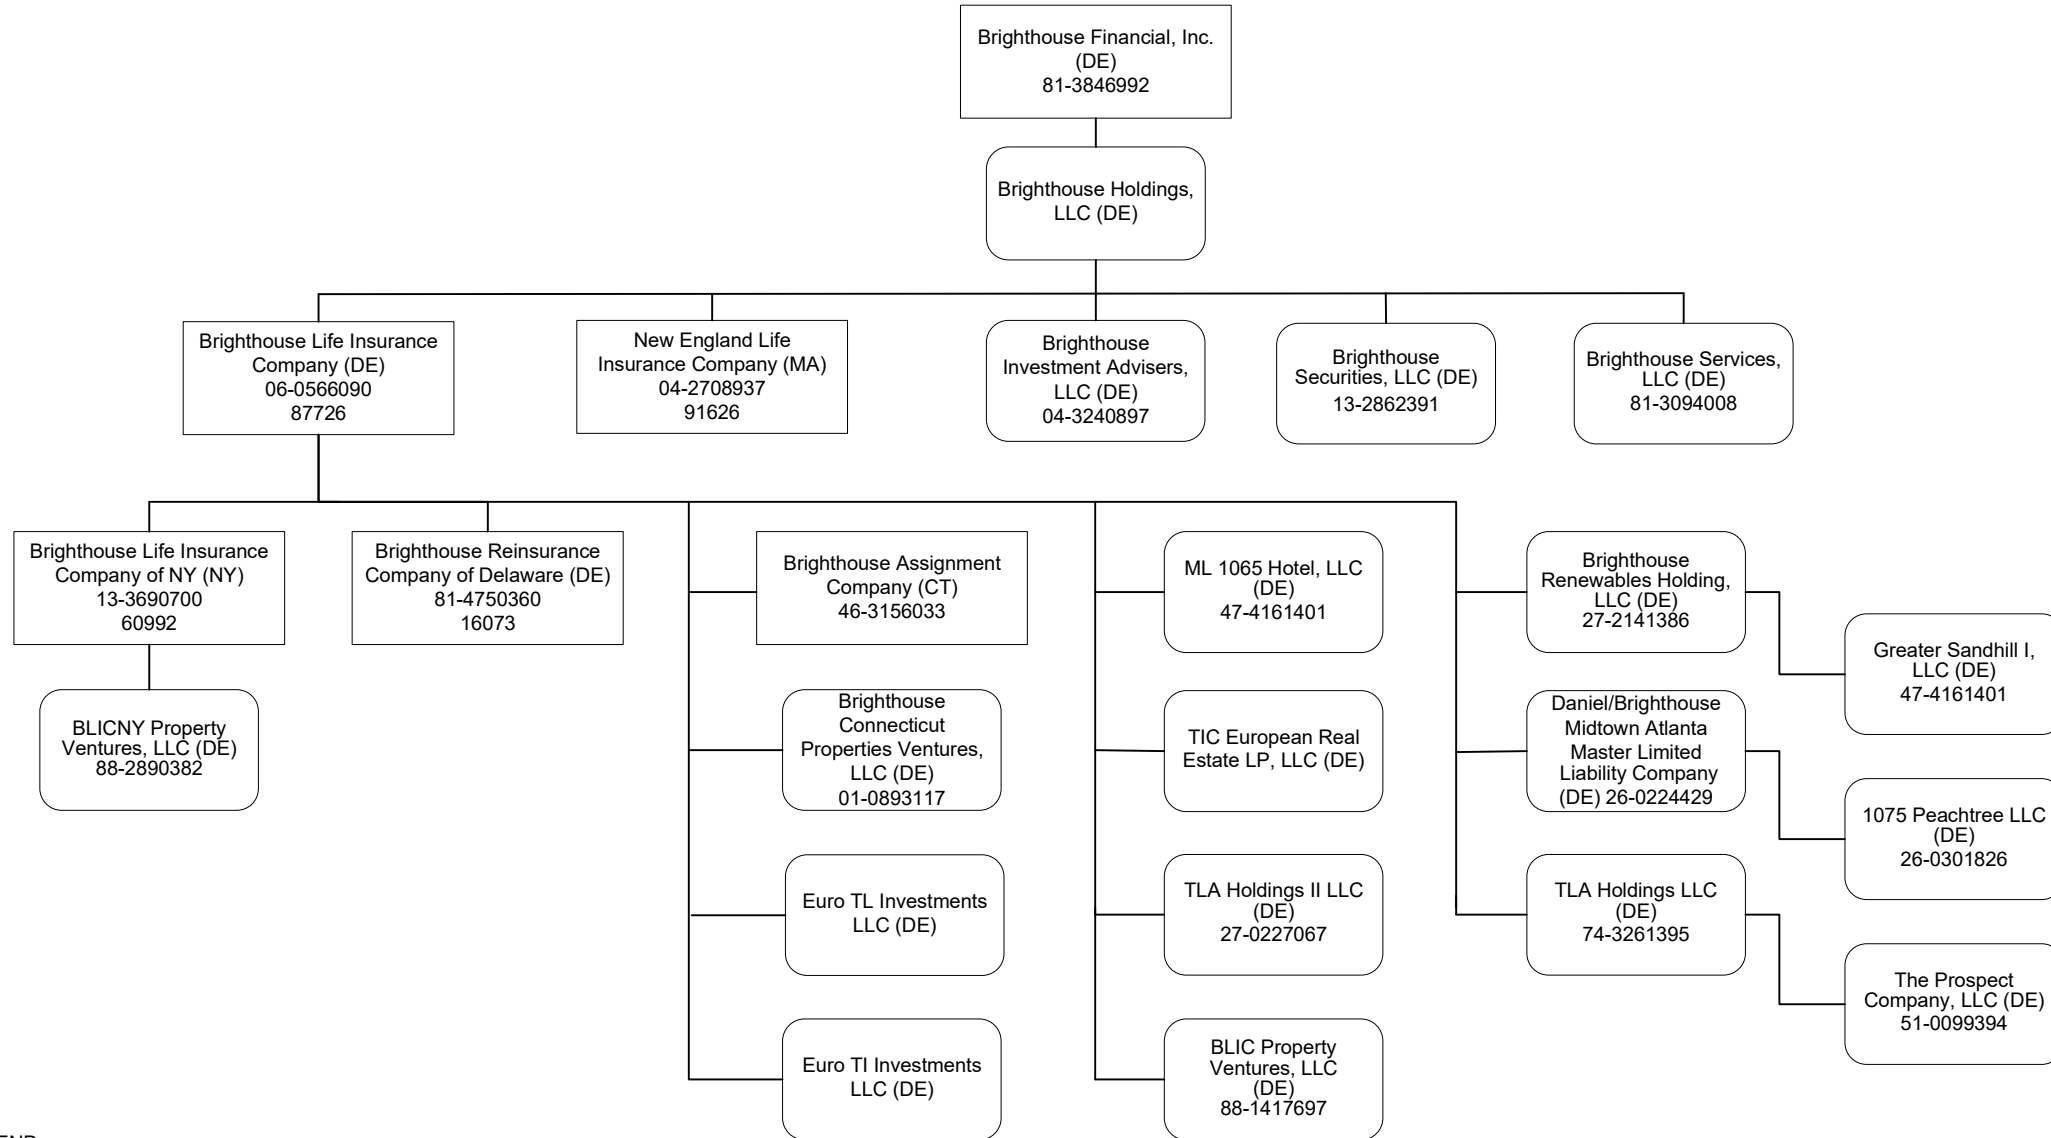 Brighthouse Financial, Inc.
(DE)
81-3846992
Brighthouse Holdings,
LLC (DE)
Brighthouse Life Insurance
Company (DE)
06-0566090
87726
New England Life
Insurance Company (MA)
04-2708937
91626
Brighthouse
Investment Advisers,
LLC (DE)
04-3240897
Brighthouse
Securities, LLC (DE)
13-2862391
Brighthouse Services,
LLC (DE)
81-3094008
Brighthouse Life Insurance
Company of NY (NY)
13-3690700
60992
Brighthouse Reinsurance
Company of Delaware (DE)
81-4750360
16073
Brighthouse Assignment
Company (CT)
46-3156033
ML 1065 Hotel, LLC
(DE)
47-4161401
Brighthouse
Renewables Holding,
LLC (DE)
27-2141386
Greater Sandhill I,
LLC (DE)
47-4161401
BLICNY Property
Ventures, LLC (DE)
88-2890382
Brighthouse
Connecticut
Properties Ventures,
LLC (DE)
01-0893117
TIC European Real
Estate LP, LLC (DE)
Daniel/Brighthouse
Midtown Atlanta
Master Limited
Liability Company
(DE) 26-0224429
1075 Peachtree LLC
(DE)
26-0301826
Euro TL Investments
LLC (DE)
TLA Holdings II LLC
(DE)
27-0227067
TLA Holdings LLC
(DE)
74-3261395
The Prospect
Company, LLC (DE)
51-0099394
Euro TI Investments
LLC (DE)
BLIC Property
Ventures, LLC
(DE)
88-1417697